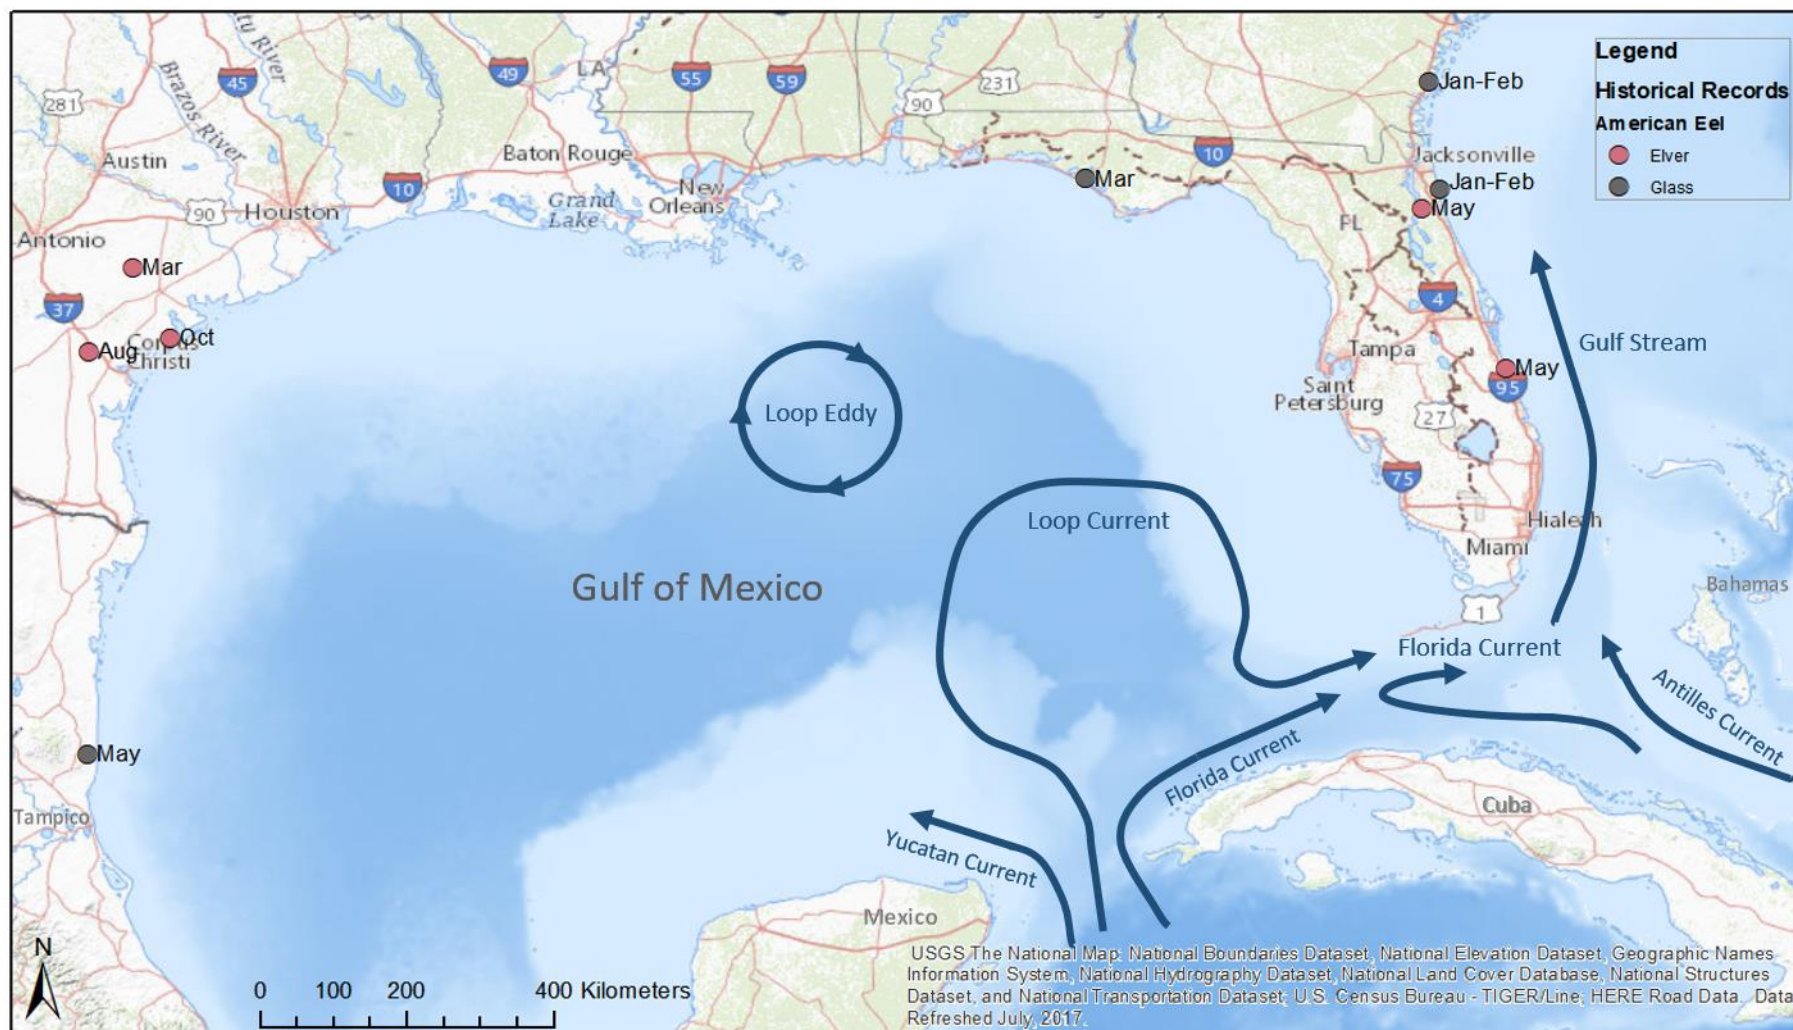 Legend
Historical Records
American Eel
Elver
Glass
281
45
Brazos River
ty River
49
LA
55
59
90
231
Jan-Feb
Austin
Baton Rouge
10
Mar
10
Jacksonville
Jan-Feb
May
New
Orleans
Grand
Lake
90
Houston
Antonio
FL
Mar
37
4
Oct
Aug
Corpus
Christi
Tampa
Gulf Stream
May
95
Saint
Petersburg
27
Loop Eddy
75
Loop Current
Hialeah
Miami
Gulf of Mexico
Bahamas
1
Florida Current
Antilles Current
May
Florida Current
Tampico
Cuba
Yucatan Current
Mexico
N
0 100 200 400 Kilometers
USGS The National Map: National Boundaries Dataset, National Elevation Dataset, Geographic Names
Information System, National Hydrography Dataset, National Land Cover Database, National Structures
Dataset, and National Transportation Dataset; U.S. Census Bureau - TIGER/Line; HERE Road Data. Data
Refreshed July, 2017.